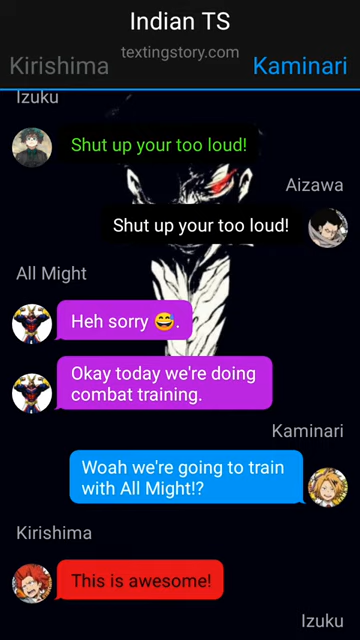 Indian TS
textingstory.com
Kirishima
Kaminari
Izuku
Shut up your too loud!
Aizawa
Shut up your too loud!
All Might
Heh sorry 😅.
Okay today we're doing
combat training.
Kaminari
Woah we're going to train
with All Might!?
Kirishima
This is awesome!
Izuku